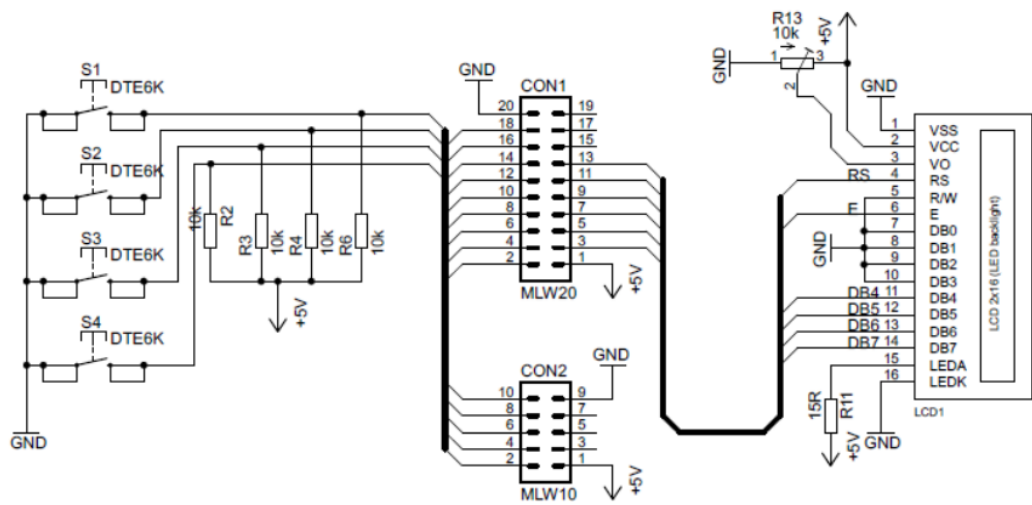 S1
DTE6K
S2
DTE6K
S3
DTE6K
S4
DTE6K
GND
10k
R2
R3
10k
R4
10k
R6
10k
+5V
GND
CON1
20
19
18
17
16
15
14
13
12
11
10
9
8
7
6
5
4
3
2
1
MLW20
+5V
GND
CON2
10
9
8
7
6
5
4
3
2
1
MLW10
+5V
R13
10k
GND
1
3
2
+5V
GND
1 VSS
2 VCC
3 VO
RS 4 RS
5 R/W
E 6 E
7 DB0
GND
8 DB1
9 DB2
10 DB3
DB4 11 DB4
DB5 12 DB5
DB6 13 DB6
DB7 14 DB7
15 LEDA
16 LEDK
LCD 2x16 (LED backlight)
LCD1
15R
R11
+5V
GND